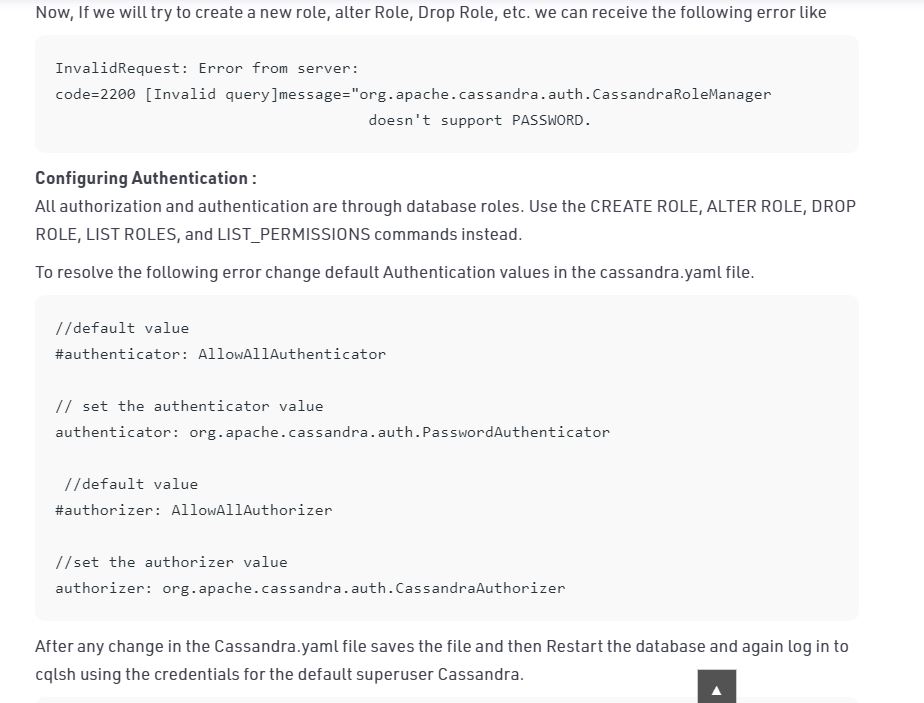 Now, If we will try to create a new role, alter Role, Drop Role, etc. we can receive the following error like
InvalidRequest: Error from server:
code=2200 [Invalid query]message="org.apache.cassandra.auth.CassandraRoleManager
doesn't support PASSWORD.
Configuring Authentication :
All authorization and authentication are through database roles. Use the CREATE ROLE, ALTER ROLE, DROP
ROLE, LIST ROLES, and LIST_PERMISSIONS commands instead.
To resolve the following error change default Authentication values in the cassandra.yaml file.
//default value
#authenticator: AllowAllAuthenticator
// set the authenticator value
authenticator: org.apache.cassandra.auth.PasswordAuthenticator
//default value
#authorizer: AllowAllAuthorizer
//set the authorizer value
authorizer: org.apache.cassandra.auth.CassandraAuthorizer
After any change in the Cassandra.yaml file saves the file and then Restart the database and again log in to
cqlsh using the credentials for the default superuser Cassandra.